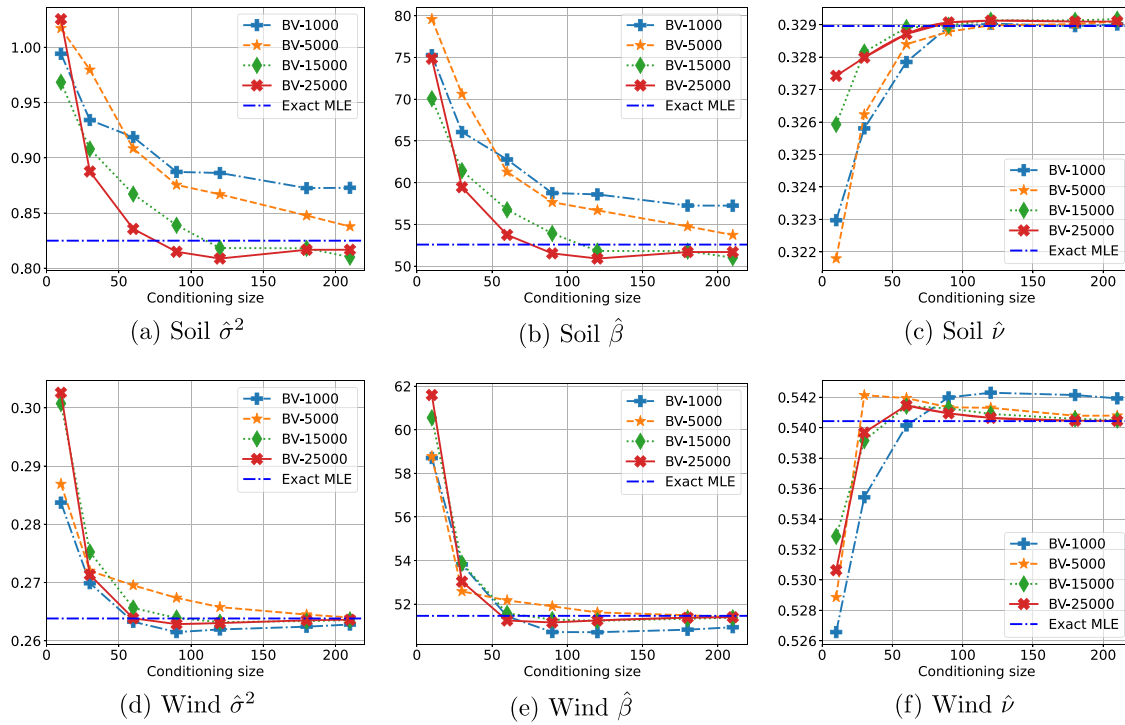 1.00
0.95
0.90
0.85
0.80
0 50 100 150 200
Conditioning size
BV-1000
BV-5000
BV-15000
BV-25000
Exact MLE
(a) Soil σ̂²
80
75
70
65
60
55
50
0 50 100 150 200
Conditioning size
BV-1000
BV-5000
BV-15000
BV-25000
Exact MLE
(b) Soil β̂
0.329
0.328
0.327
0.326
0.324
0.323
0.322
0 50 100 150 200
Conditioning size
BV-1000
BV-5000
BV-15000
BV-25000
Exact MLE
(c) Soil ν̂
0.30
0.29
0.28
0.27
0.26
0 50 100 150 200
Conditioning size
BV-1000
BV-5000
BV-15000
BV-25000
Exact MLE
(d) Wind σ̂²
62
60
58
56
54
52
0 50 100 150 200
Conditioning size
BV-1000
BV-5000
BV-15000
BV-25000
Exact MLE
(e) Wind β̂
0.542
0.540
0.538
0.536
0.534
0.532
0.530
0.528
0.526
0 50 100 150 200
Conditioning size
BV-1000
BV-5000
BV-15000
BV-25000
Exact MLE
(f) Wind ν̂